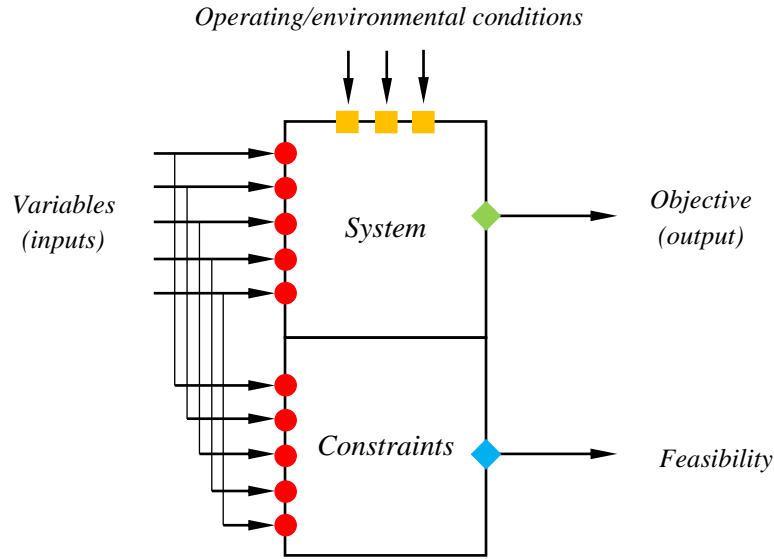 Operating/environmental conditions
Variables
(inputs)
System
Objective
(output)
Constraints
Feasibility